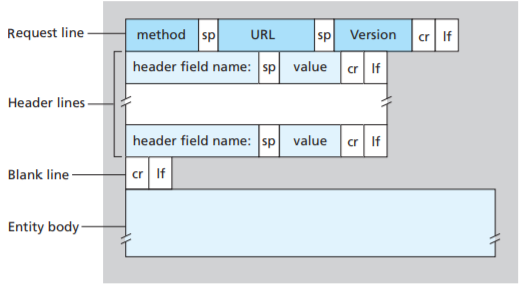 Request line method sp URL sp Version cr lf
header field name: sp value cr lf
Header lines
header field name: sp value cr lf
Blank line cr lf
Entity body